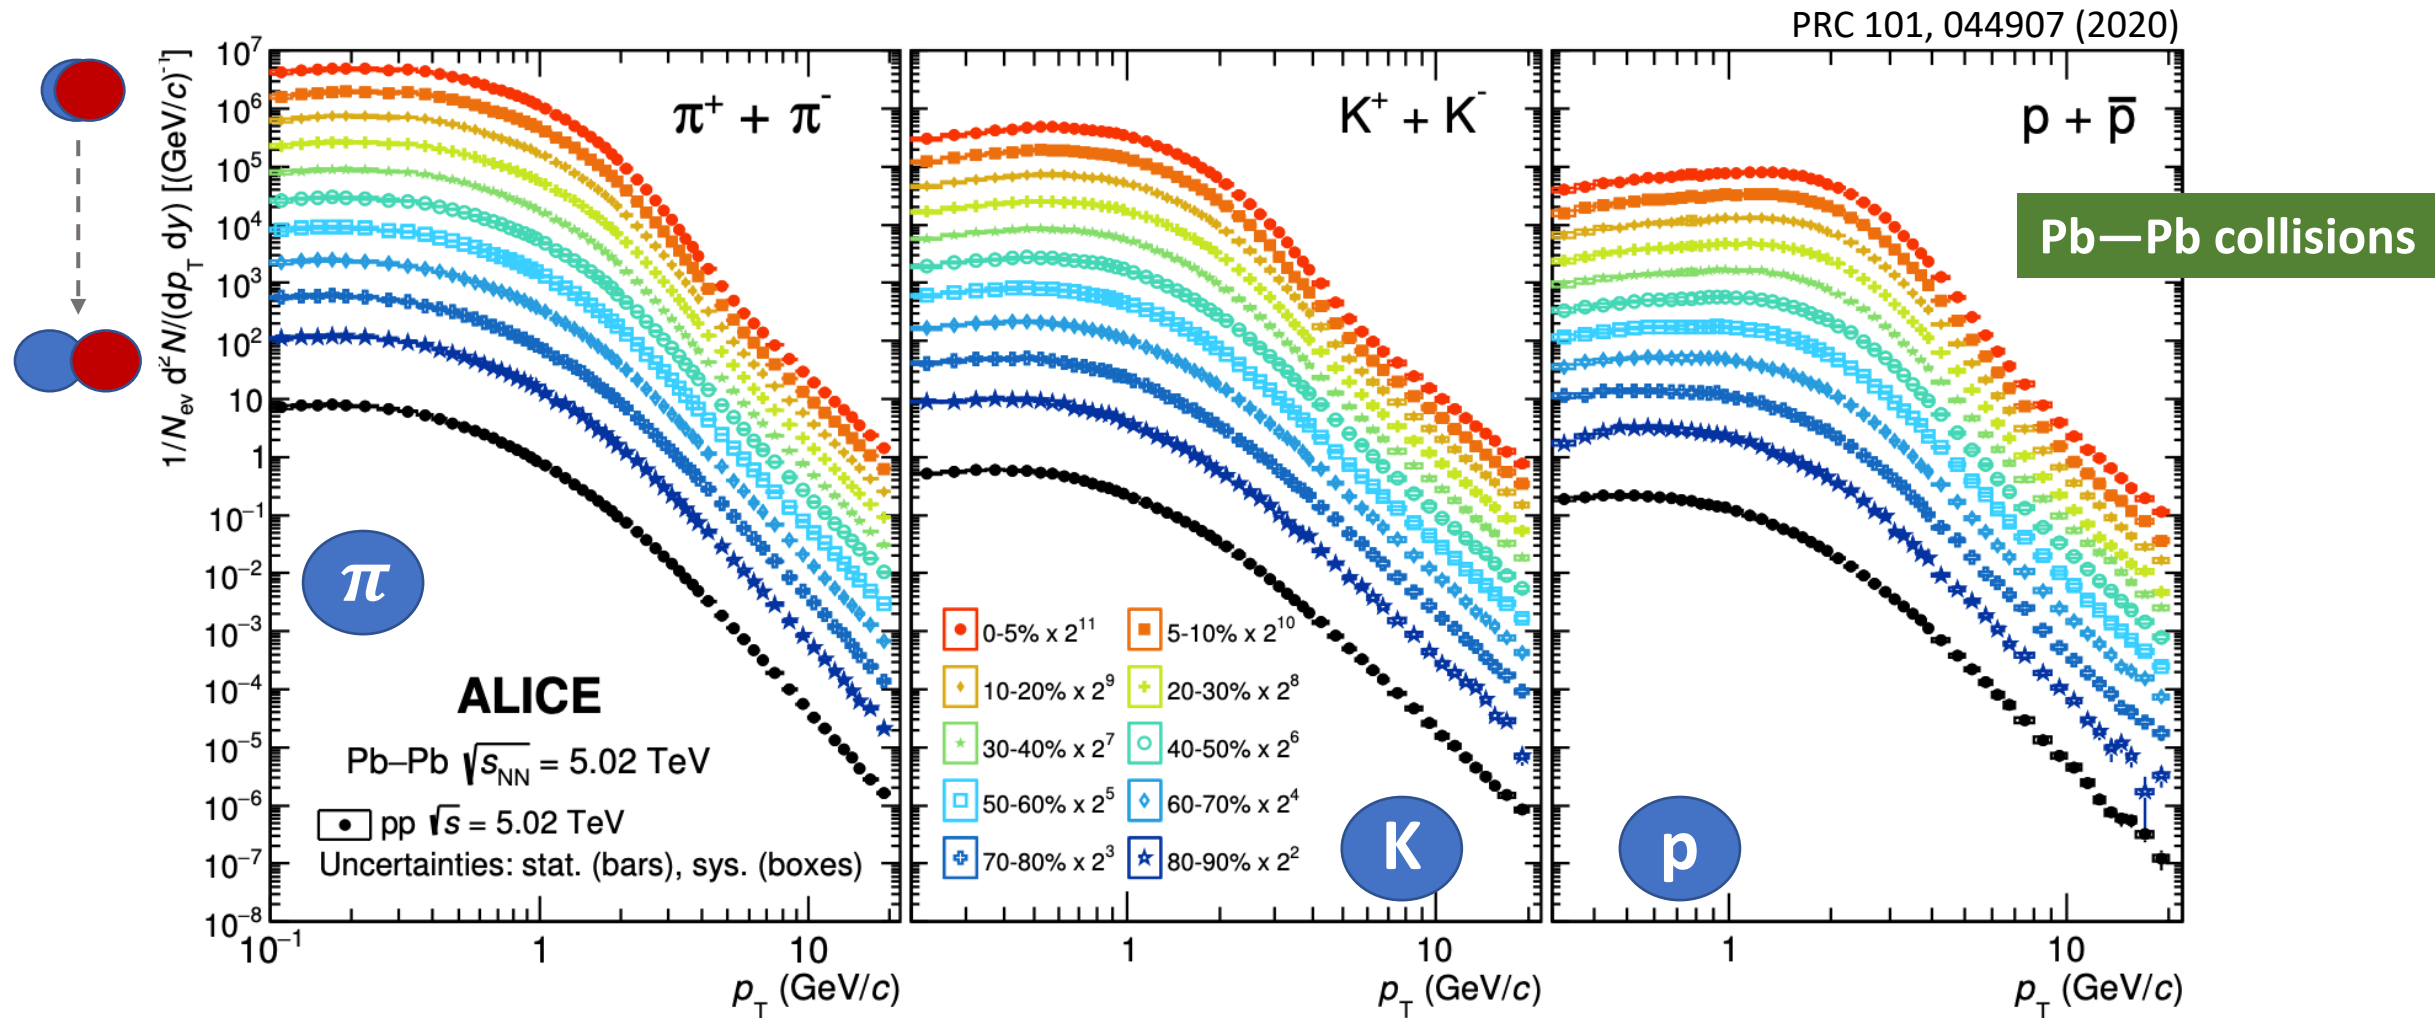 PRC 101, 044907 (2020)
1/N_ev d²N/(dp_T dy) [(GeV/c)⁻¹]
10⁷
10⁶
10⁵
10⁴
10³
10²
10
1
10⁻¹
10⁻²
10⁻³
10⁻⁴
10⁻⁵
10⁻⁶
10⁻⁷
10⁻⁸
π⁺ + π⁻
K⁺ + K⁻
p + p̅
Pb—Pb collisions
π
ALICE
Pb–Pb √s_NN = 5.02 TeV
pp √s = 5.02 TeV
Uncertainties: stat. (bars), sys. (boxes)
0-5% x 2¹¹
5-10% x 2¹⁰
10-20% x 2⁹
20-30% x 2⁸
30-40% x 2⁷
40-50% x 2⁶
50-60% x 2⁵
60-70% x 2⁴
70-80% x 2³
80-90% x 2²
K
p
10⁻¹ 1 10
1 10
1 10
p_T (GeV/c)
p_T (GeV/c)
p_T (GeV/c)